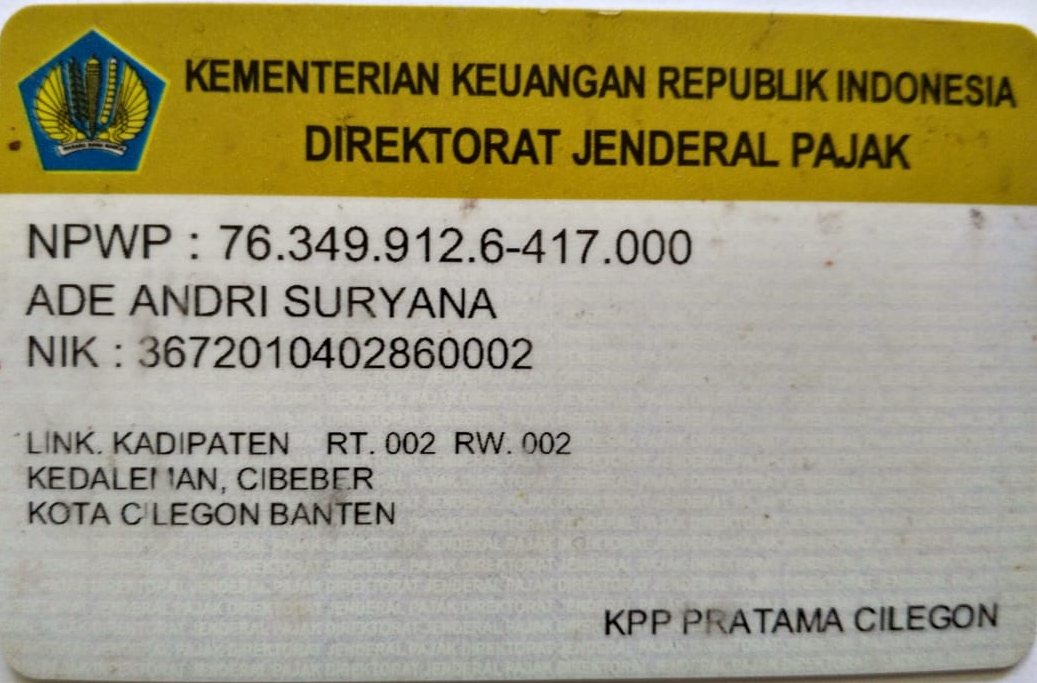 KEMENTERIAN KEUANGAN REPUBLIK INDONESIA
DIREKTORAT JENDERAL PAJAK
NPWP : 76.349.912.6-417.000
ADE ANDRI SURYANA
NIK : 3672010402860002
LINK. KADIPATEN RT. 002 RW. 002
KEDALEMAN, CIBEBER
KOTA CILEGON BANTEN
KPP PRATAMA CILEGON